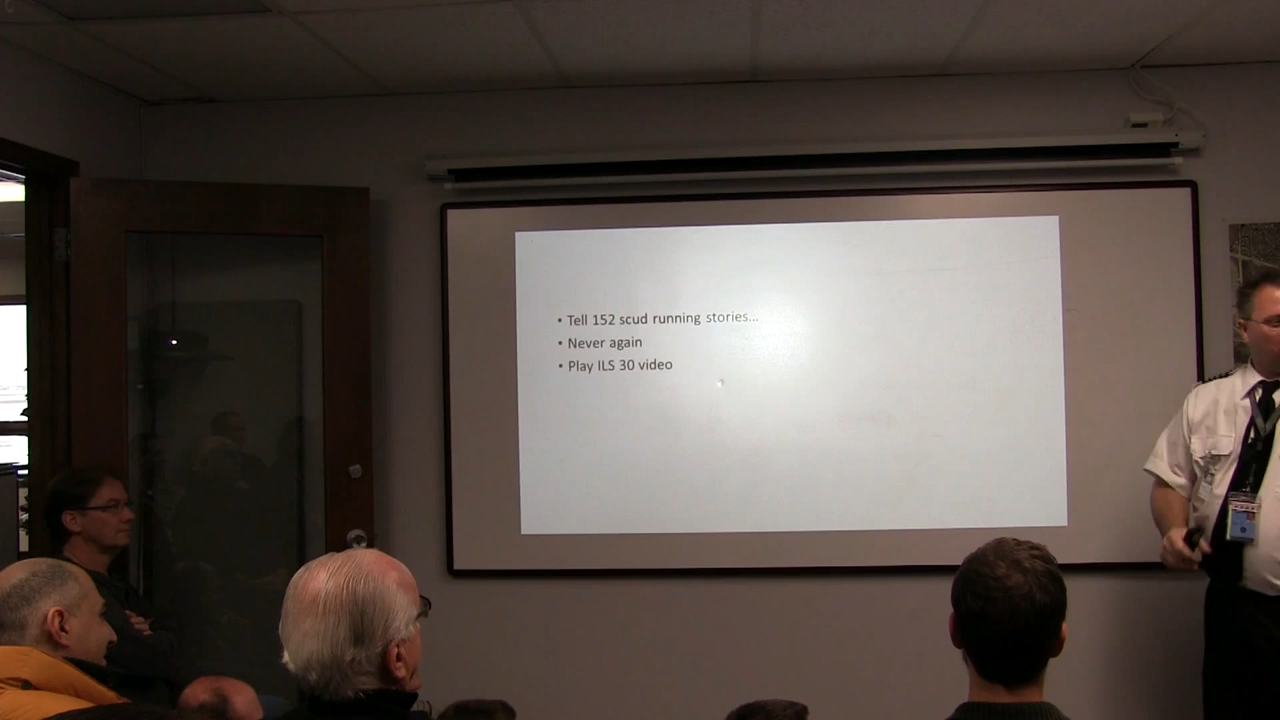 • Tell 152 scud running stories...
• Never again
• Play ILS 30 video